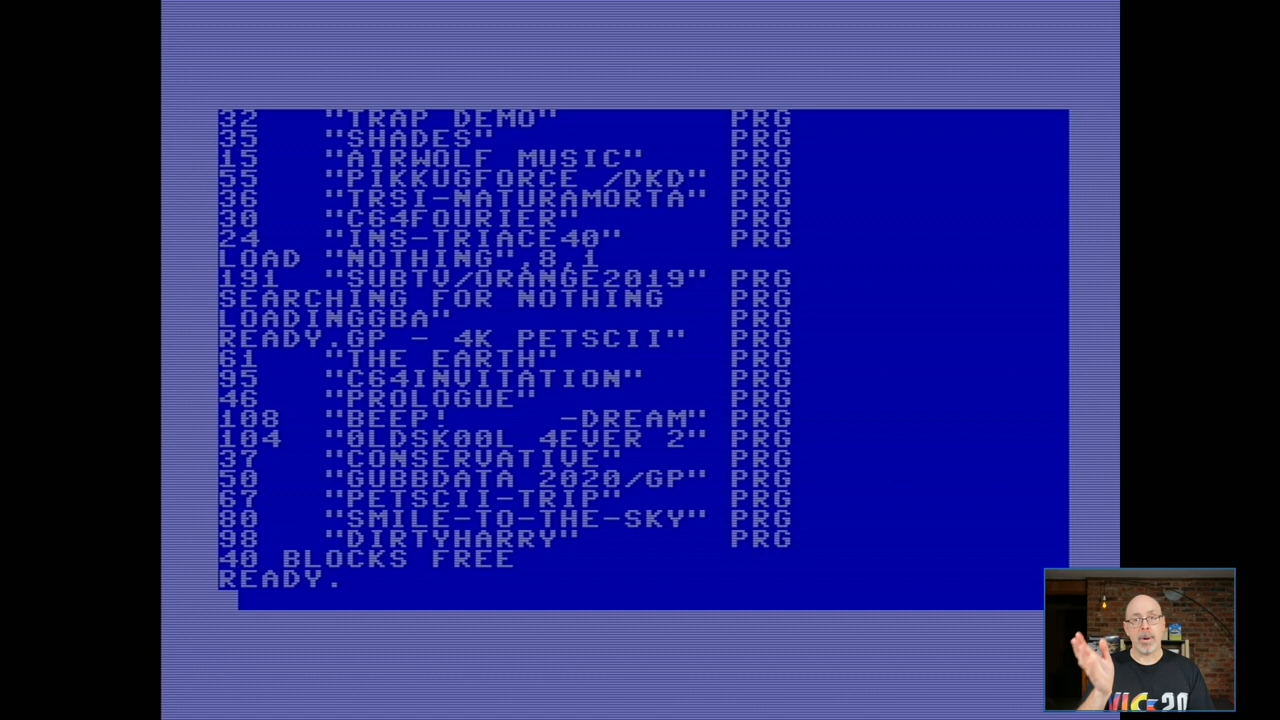 32 "TRAP DEMO" PRG
35 "SHADES" PRG
15 "AIRWOLF MUSIC" PRG
55 "PIKKUGFORCE /DKD" PRG
36 "TRSI-NATURAMORTA" PRG
30 "C64FOURIER" PRG
24 "INS-TRIACE40" PRG
LOAD "NOTHING",8,1
191 "SUBTV/ORANGE2019" PRG
SEARCHING FOR NOTHING PRG
LOADINGGBA" PRG
READY.GP - 4K PETSCII" PRG
61 "THE EARTH" PRG
95 "C64INVITATION" PRG
46 "PROLOGUE" PRG
108 "BEEP! -DREAM" PRG
104 "0LDSK00L 4EVER 2" PRG
37 "CONSERVATIVE" PRG
50 "GUBBDATA 2020/GP" PRG
67 "PETSCII-TRIP" PRG
80 "SMILE-TO-THE-SKY" PRG
98 "DIRTYHARRY" PRG
40 BLOCKS FREE
READY.
VIC 20